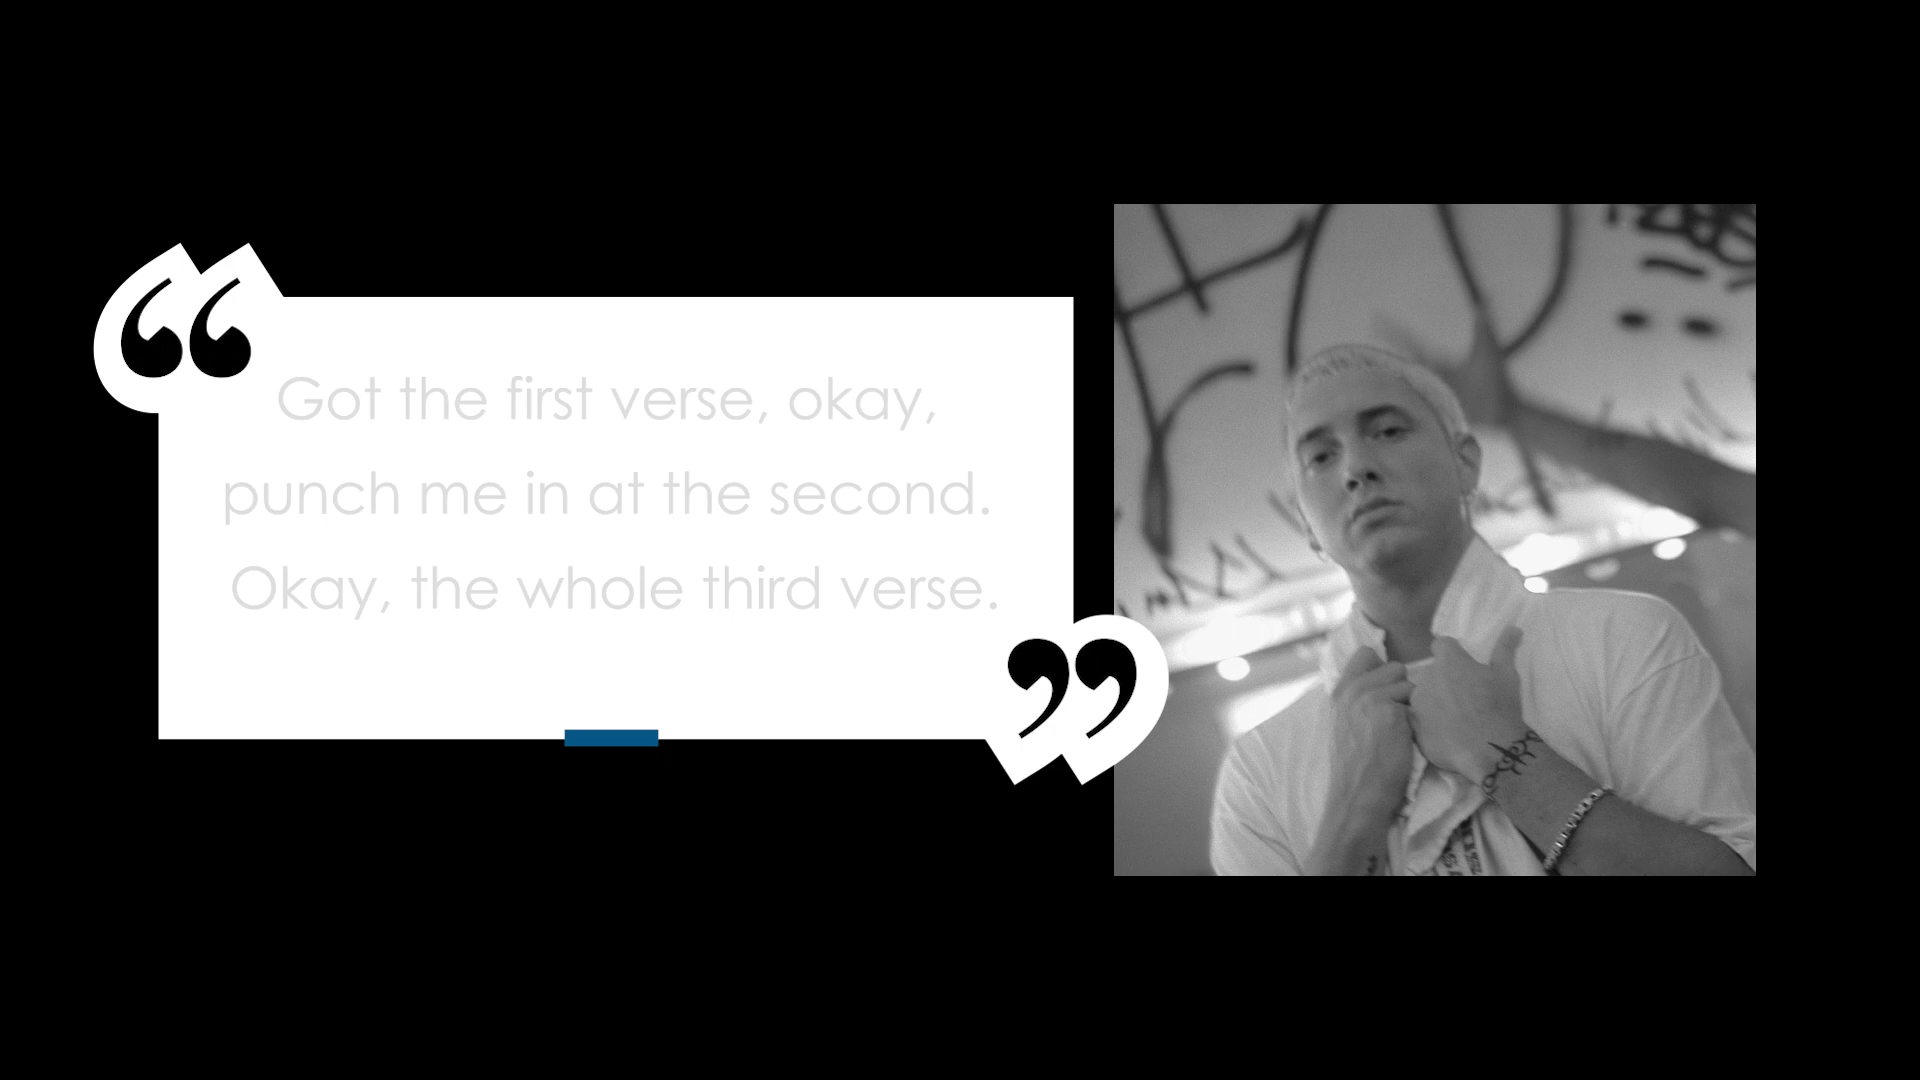 “
Got the first verse, okay,
punch me in at the second.
Okay, the whole third verse.
”